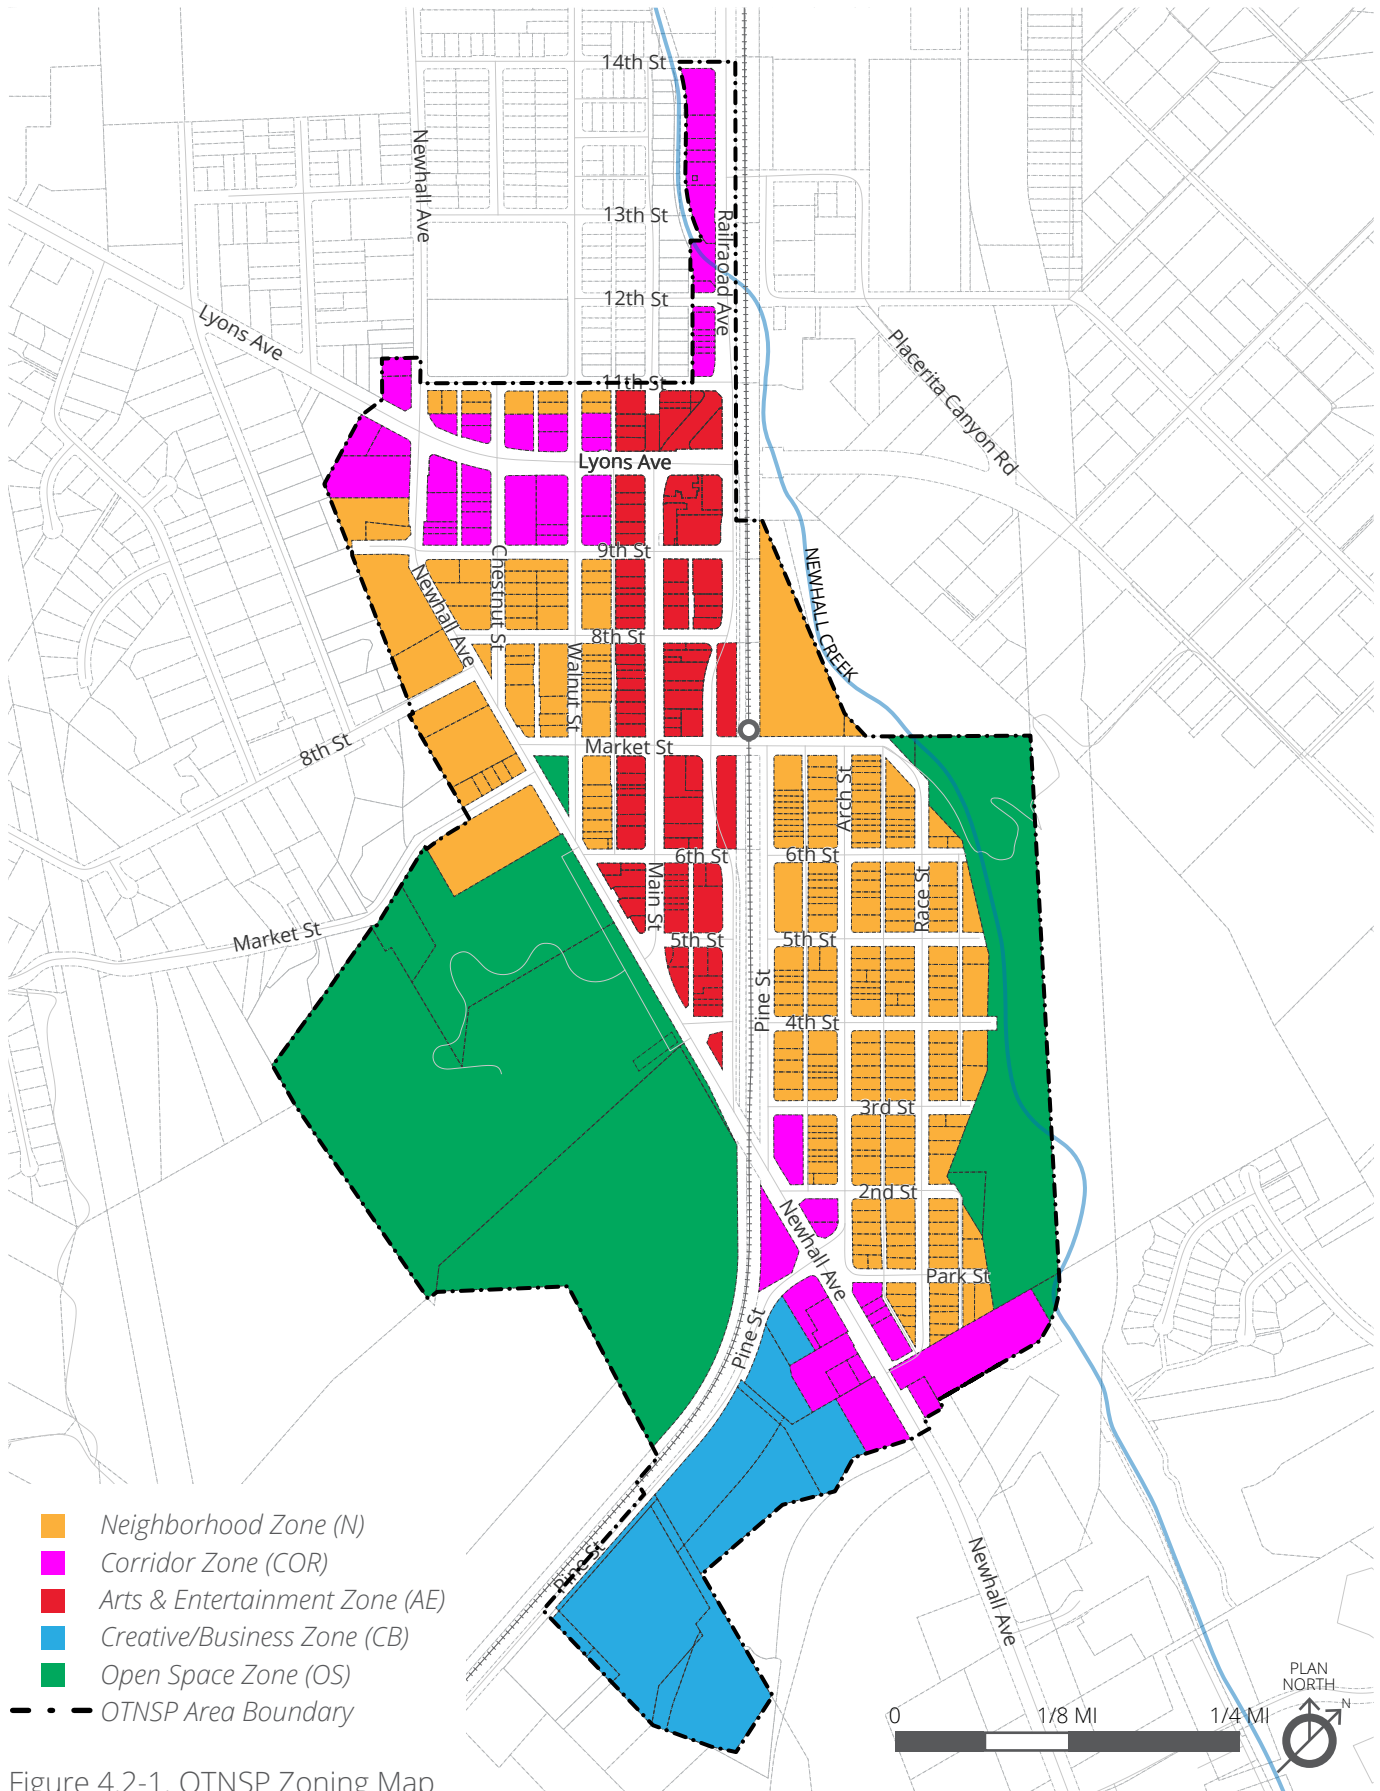 14th St
Newhall Ave
13th St
Railraoad Ave
12th St
Lyons Ave
Placerita Canyon Rd
11th St
Lyons Ave
9th St
Chestnut St
NEWHALL CREEK
Newhall Ave
8th St
Walnut St
8th St
Market St
Arch St
6th St
6th St
Main St
Race St
Market St
5th St
5th St
Pine St
4th St
3rd St
2nd St
Newhall Ave
Park St
Pine St
Pine St
Newhall Ave
Neighborhood Zone (N)
Corridor Zone (COR)
Arts & Entertainment Zone (AE)
Creative/Business Zone (CB)
Open Space Zone (OS)
OTNSP Area Boundary
0 1/8 MI 1/4 MI
PLAN
NORTH
N
Figure 4.2-1. OTNSP Zoning Map